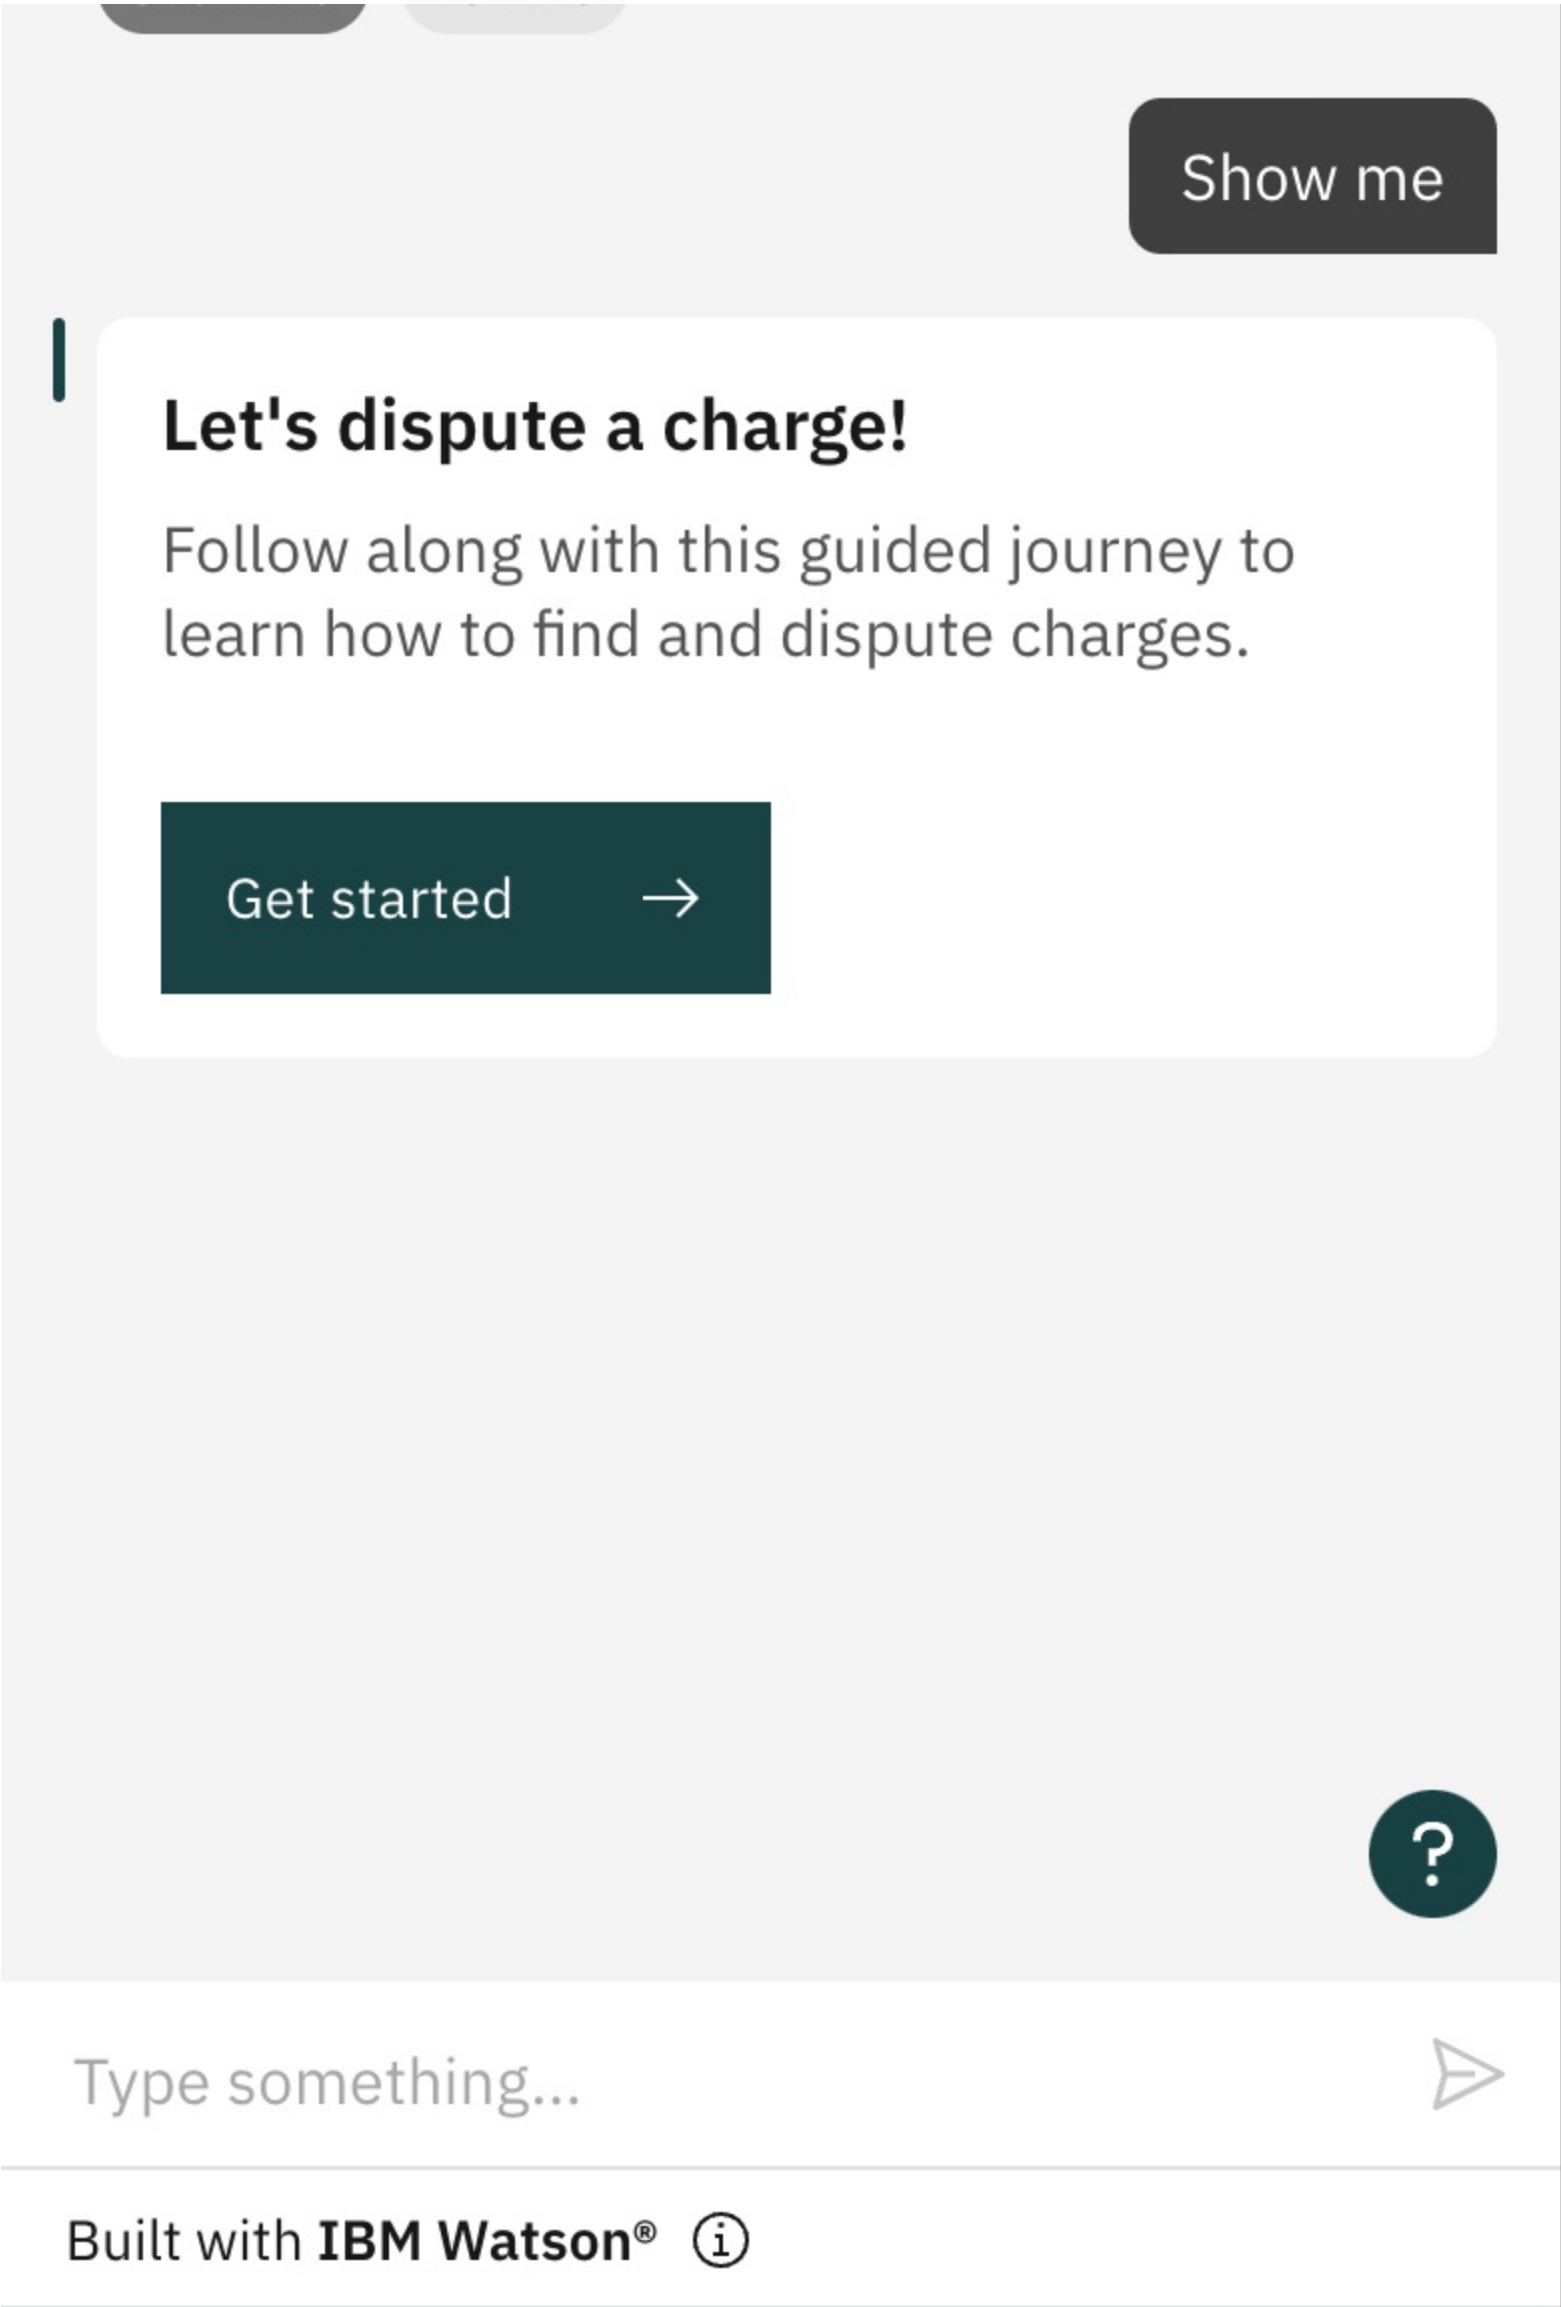 Show me
Let's dispute a charge!
Follow along with this guided journey to
learn how to find and dispute charges.
Get started →
?
Type something...
Built with IBM Watson®